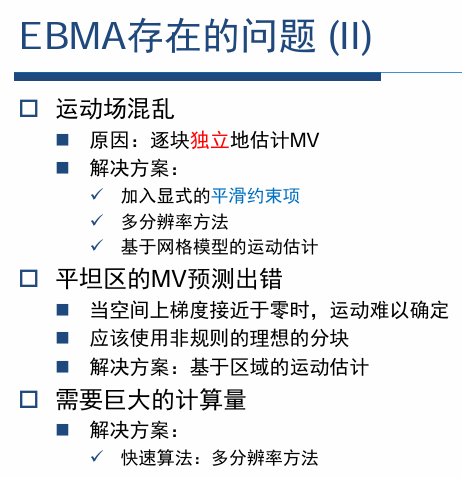 EBMA存在的问题 (II)
运动场混乱
原因：逐块独立地估计MV
解决方案：
加入显式的平滑约束项
多分辨率方法
基于网格模型的运动估计
平坦区的MV预测出错
当空间上梯度接近于零时，运动难以确定
应该使用非规则的理想的分块
解决方案：基于区域的运动估计
需要巨大的计算量
解决方案：
快速算法：多分辨率方法